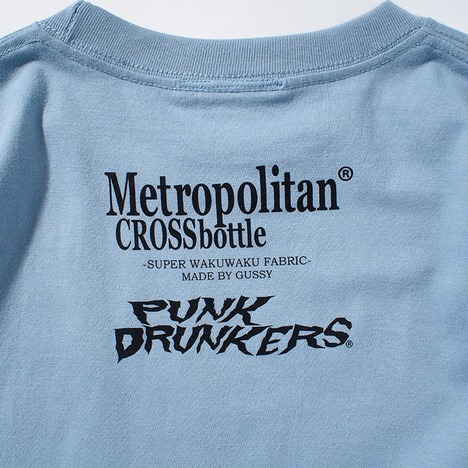 Metropolitan®
CROSSbottle
-SUPER WAKUWAKU FABRIC-
MADE BY GUSSY
PUNK
DRUNKERS®